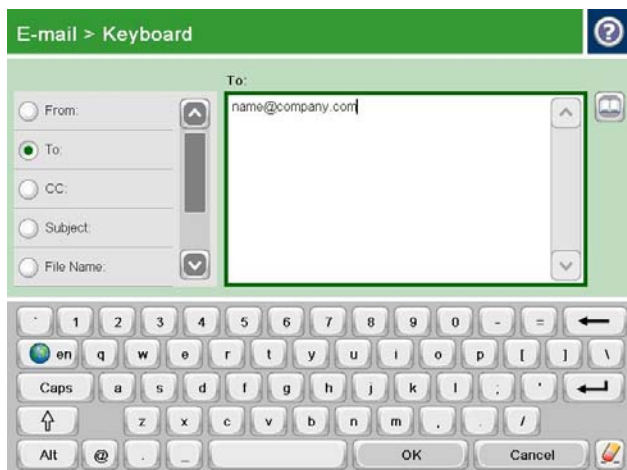 E-mail > Keyboard
?
To:
From:
To:
CC:
Subject:
File Name:
name@company.com
` 1 2 3 4 5 6 7 8 9 0 - =
en q w e r t y u i o p [ ] \
Caps a s d f g h j k l ; '
z x c v b n m , . /
Alt @ . _ OK Cancel